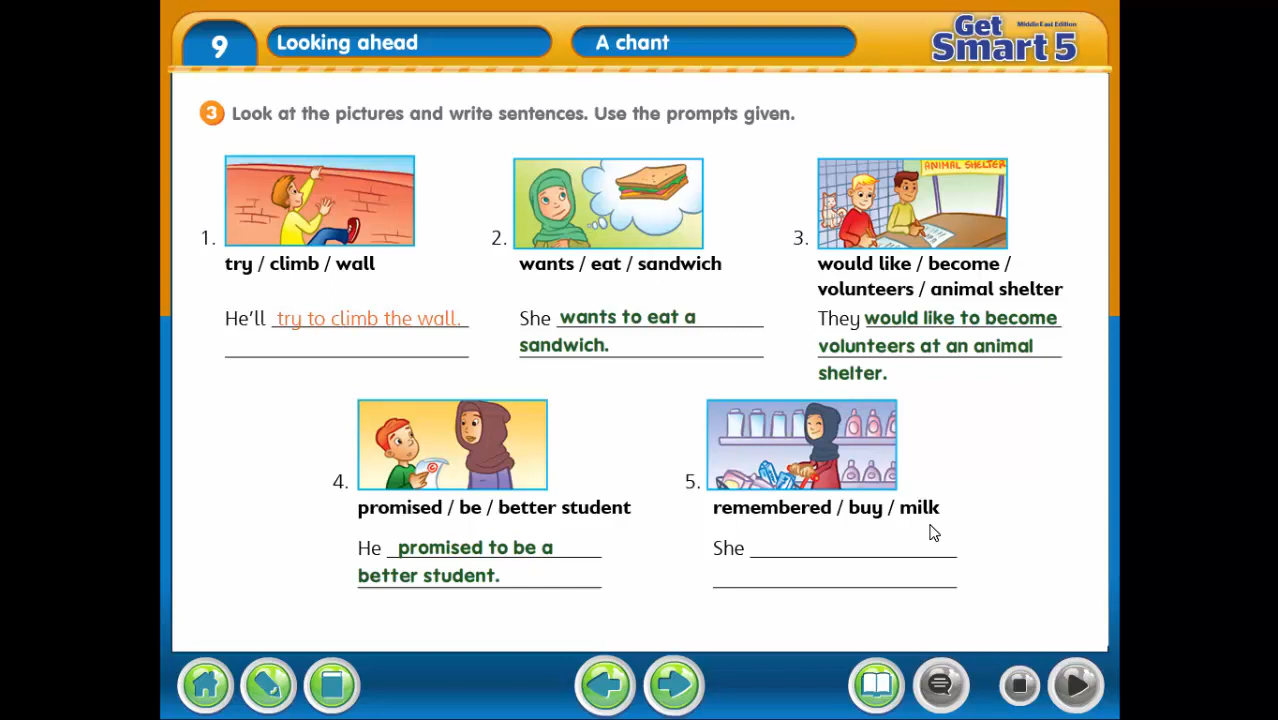 9
Looking ahead
A chant
Get
Middle East Edition
Smart 5
3 Look at the pictures and write sentences. Use the prompts given.
ANIMAL SHELTER
1.
2.
3.
try / climb / wall
wants / eat / sandwich
would like / become /
volunteers / animal shelter
He'll try to climb the wall.
She wants to eat a
sandwich.
They would like to become
volunteers at an animal
shelter.
4.
5.
promised / be / better student
remembered / buy / milk
He promised to be a
better student.
She